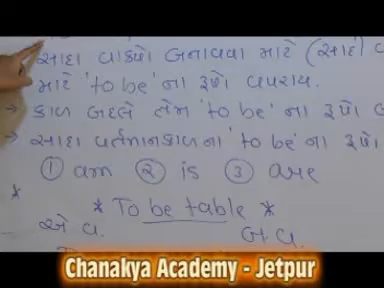 સાદા વાક્યો બનાવવા માટે (સાદી વ
માટે 'to be' ના રૂપો વપરાય.
→ કાળ બદલે તેમ 'to be' ના રૂપો બ
→ સાદા વર્તમાનકાળના 'to be' ના રૂપો
① am ② is ③ are
* * To be table *
એ વ. બ વ.
Chanakya Academy - Jetpur